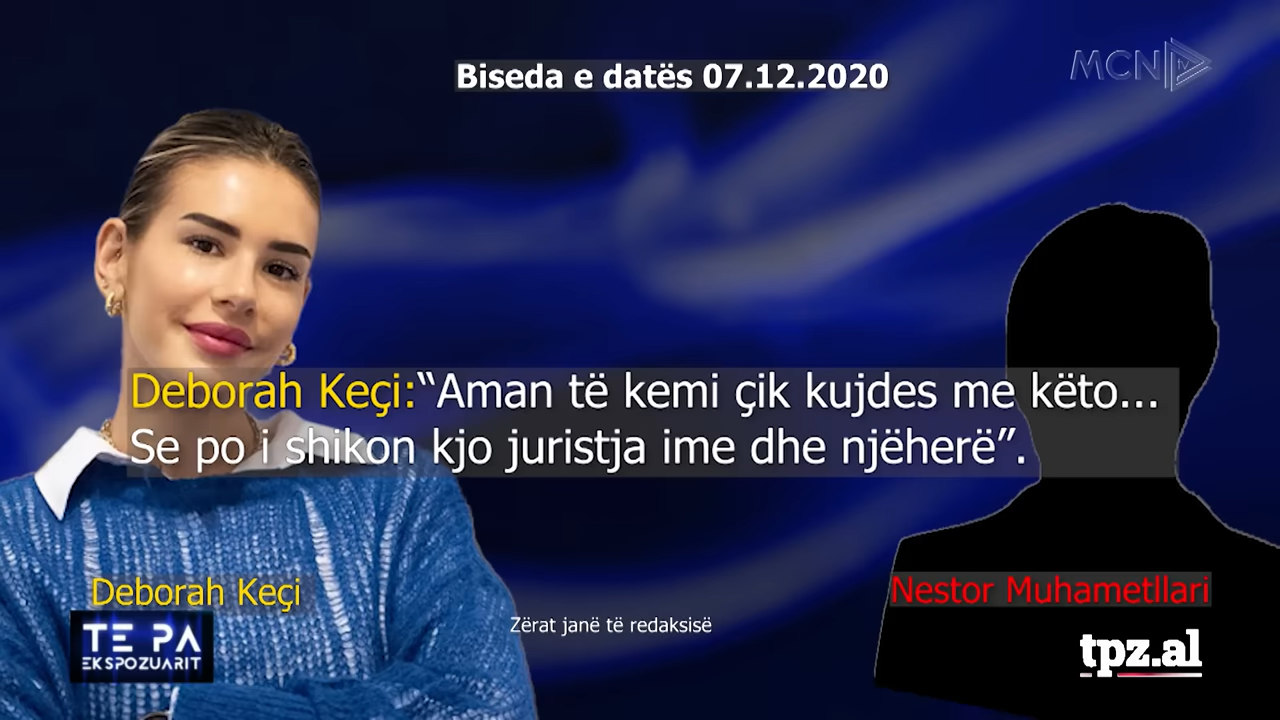 Biseda e datës 07.12.2020
MCN TV
Deborah Keçi:“Aman të kemi çik kujdes me këto...
Se po i shikon kjo juristja ime dhe njëherë”.
Deborah Keçi
Nestor Muhametllari
TE PA
EKSPOZUARIT
Zërat janë të redaksisë
tpz.al